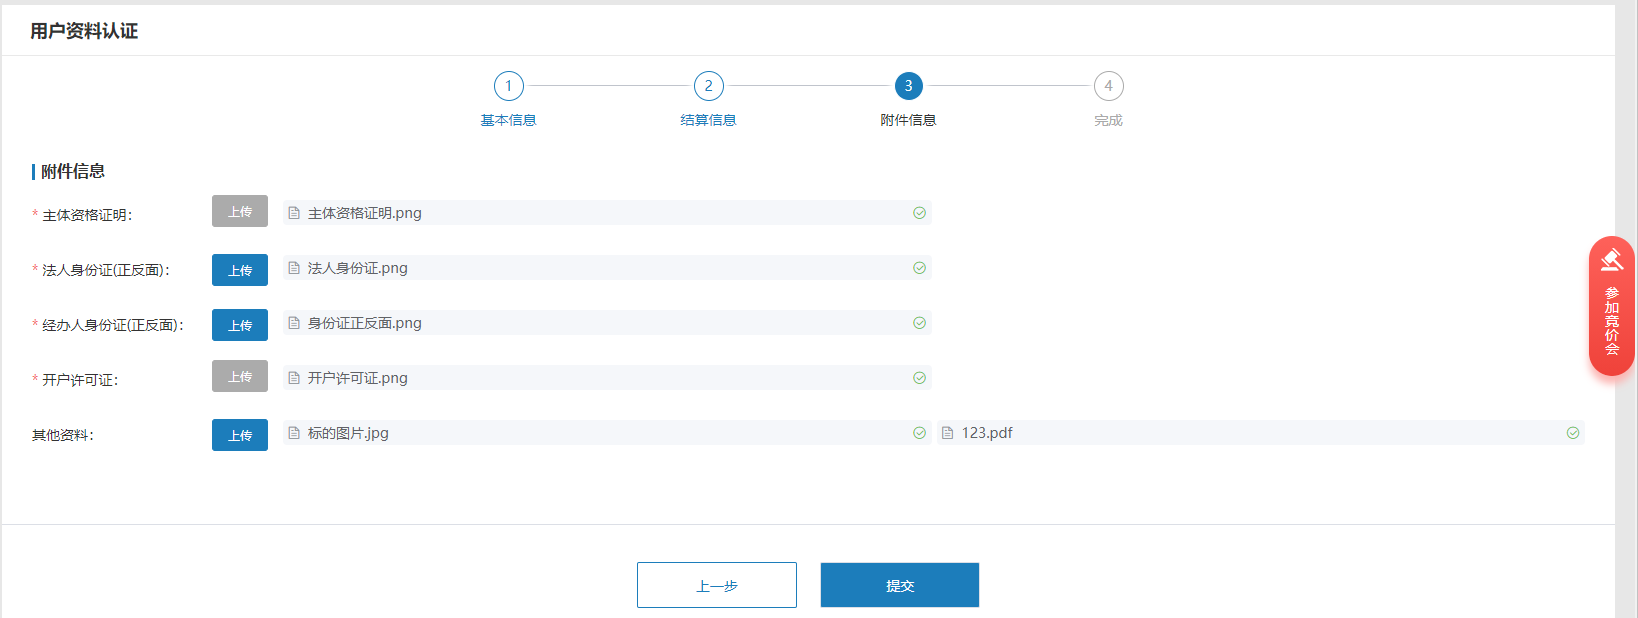 用户资料认证
1 2 3 4
基本信息 结算信息 附件信息 完成
附件信息
* 主体资格证明: 上传 主体资格证明.png
* 法人身份证(正反面): 上传 法人身份证.png
* 经办人身份证(正反面): 上传 身份证正反面.png
* 开户许可证: 上传 开户许可证.png
其他资料: 上传 标的图片.jpg 123.pdf
上一步 提交
参加竞价会